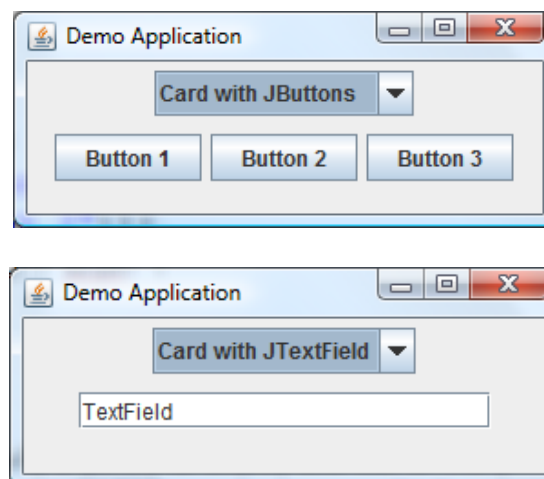 Demo Application
Card with JButtons
Button 1 Button 2 Button 3
Demo Application
Card with JTextField
TextField